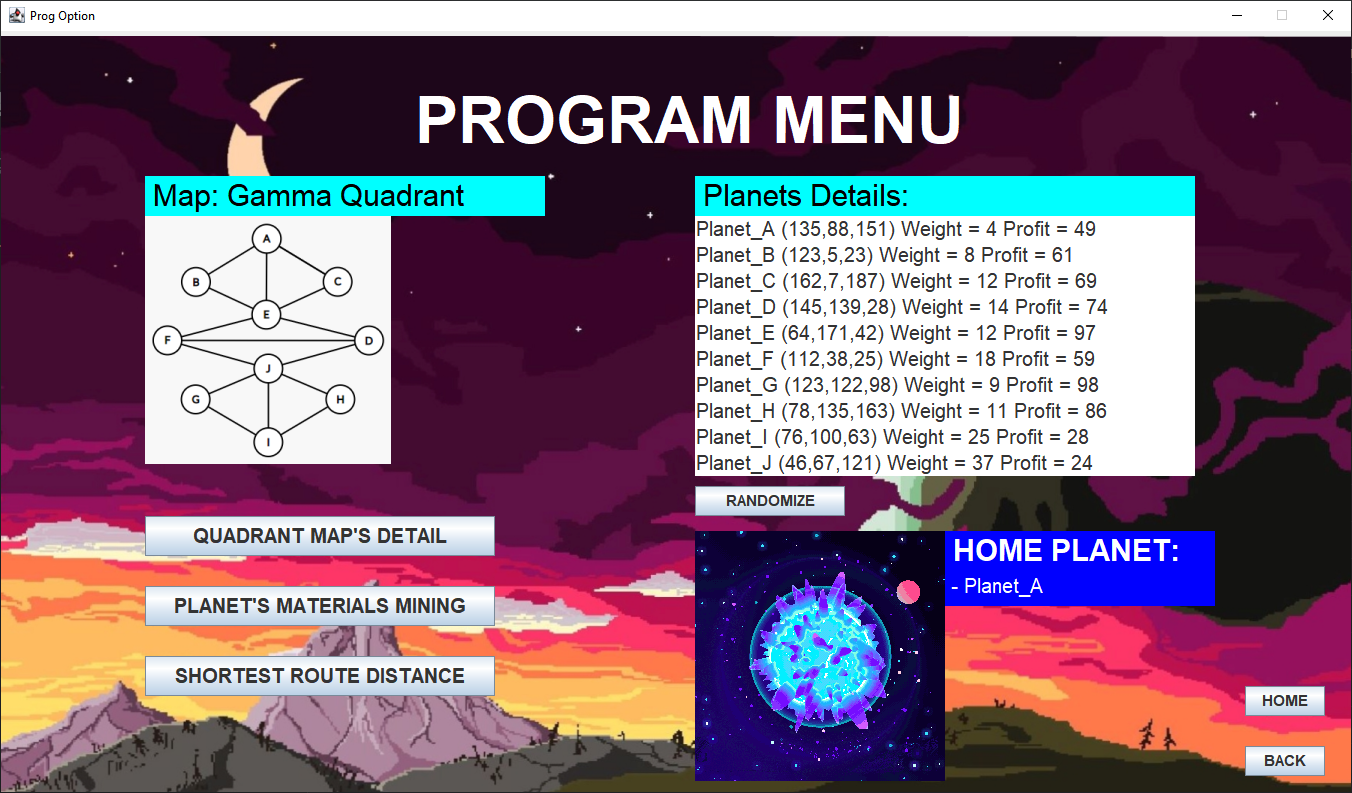 Prog Option
PROGRAM MENU
Map: Gamma Quadrant
A
B
C
E
F
D
J
G
H
I
QUADRANT MAP'S DETAIL
PLANET'S MATERIALS MINING
SHORTEST ROUTE DISTANCE
Planets Details:
Planet_A (135,88,151) Weight = 4 Profit = 49
Planet_B (123,5,23) Weight = 8 Profit = 61
Planet_C (162,7,187) Weight = 12 Profit = 69
Planet_D (145,139,28) Weight = 14 Profit = 74
Planet_E (64,171,42) Weight = 12 Profit = 97
Planet_F (112,38,25) Weight = 18 Profit = 59
Planet_G (123,122,98) Weight = 9 Profit = 98
Planet_H (78,135,163) Weight = 11 Profit = 86
Planet_I (76,100,63) Weight = 25 Profit = 28
Planet_J (46,67,121) Weight = 37 Profit = 24
RANDOMIZE
HOME PLANET:
- Planet_A
HOME
BACK